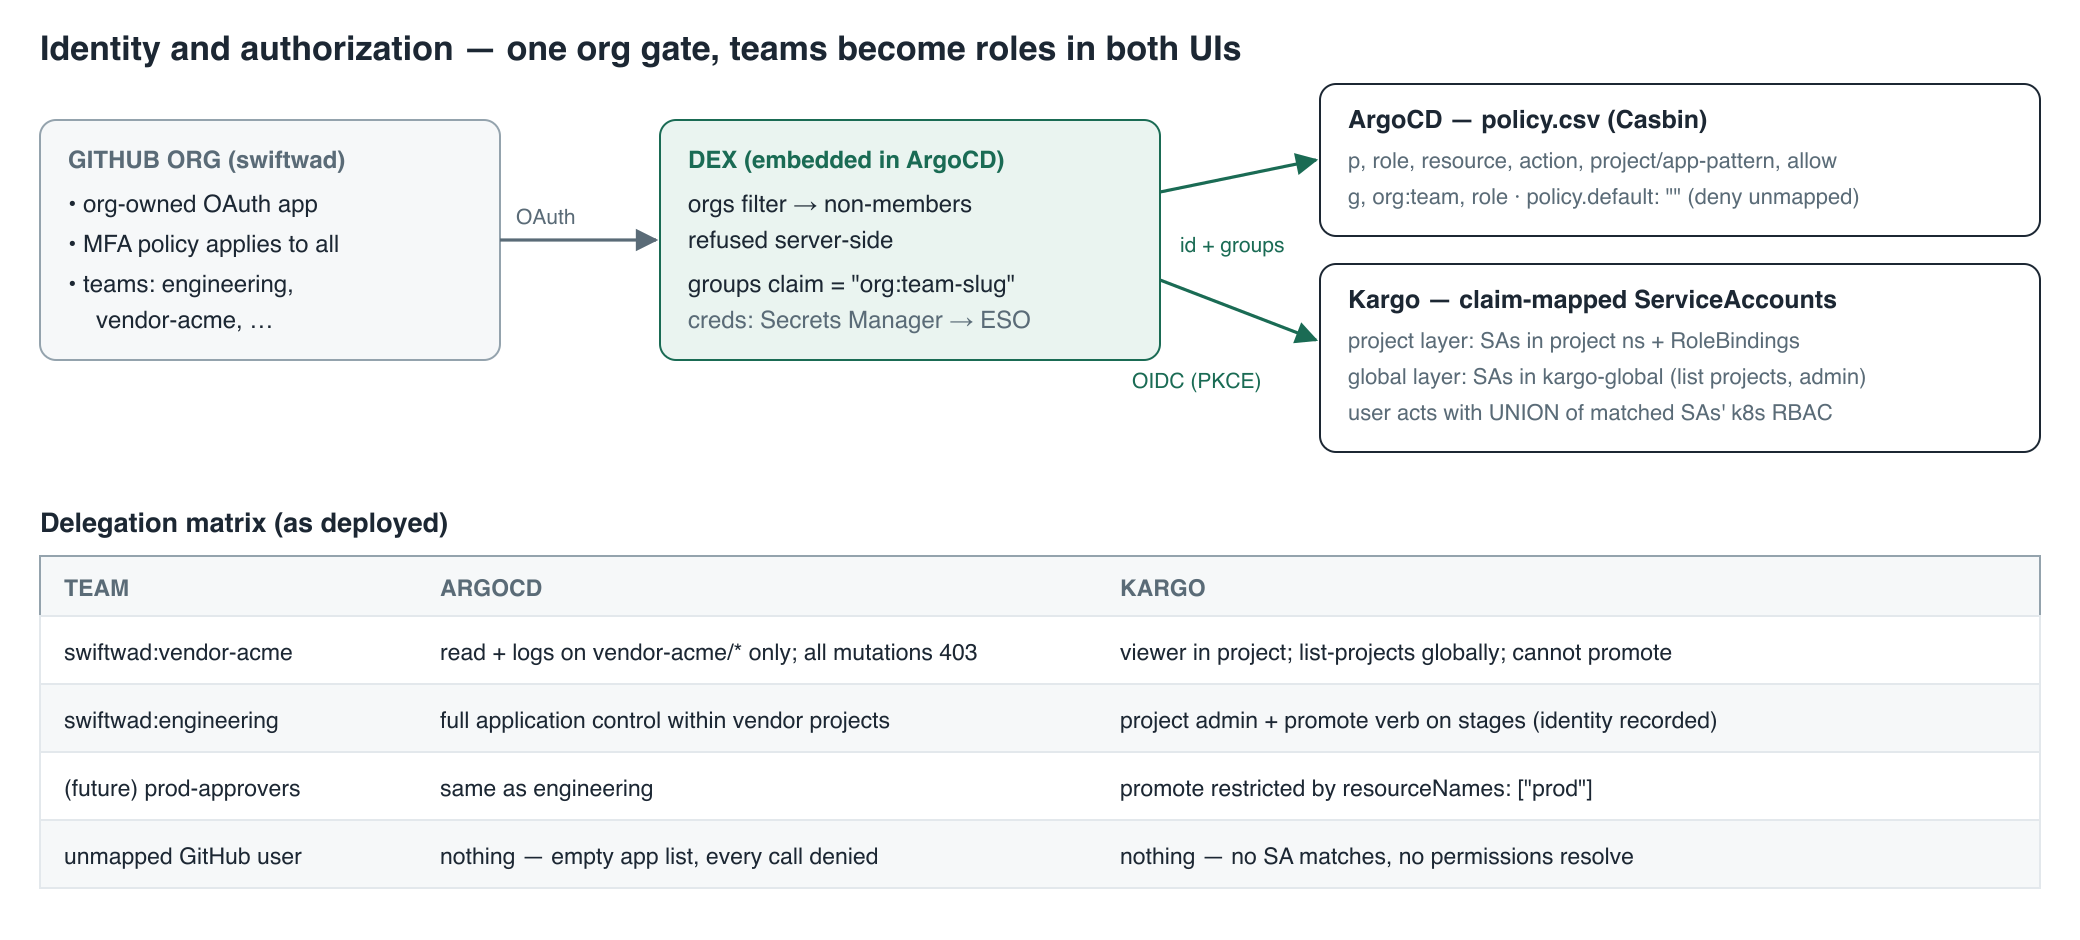 Identity and authorization — one org gate, teams become roles in both UIs
GITHUB ORG (swiftwad)
• org-owned OAuth app
• MFA policy applies to all
• teams: engineering,
vendor-acme, …
OAuth
DEX (embedded in ArgoCD)
orgs filter → non-members
refused server-side
groups claim = "org:team-slug"
creds: Secrets Manager → ESO
id + groups
OIDC (PKCE)
ArgoCD — policy.csv (Casbin)
p, role, resource, action, project/app-pattern, allow
g, org:team, role · policy.default: "" (deny unmapped)
Kargo — claim-mapped ServiceAccounts
project layer: SAs in project ns + RoleBindings
global layer: SAs in kargo-global (list projects, admin)
user acts with UNION of matched SAs' k8s RBAC
Delegation matrix (as deployed)
TEAM ARGOCD KARGO
swiftwad:vendor-acme read + logs on vendor-acme/* only; all mutations 403 viewer in project; list-projects globally; cannot promote
swiftwad:engineering full application control within vendor projects project admin + promote verb on stages (identity recorded)
(future) prod-approvers same as engineering promote restricted by resourceNames: ["prod"]
unmapped GitHub user nothing — empty app list, every call denied nothing — no SA matches, no permissions resolve